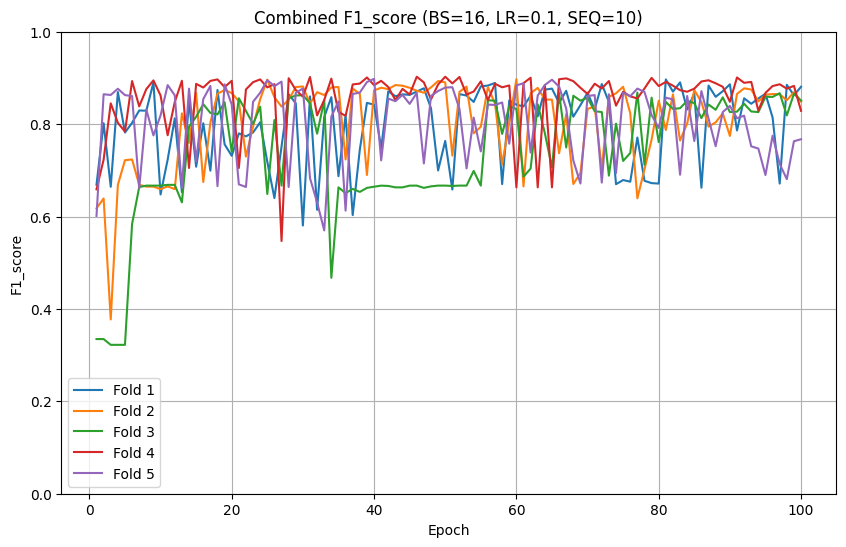 Combined F1_score (BS=16, LR=0.1, SEQ=10)
F1_score
1.0
0.8
0.6
0.4
0.2
0.0
Fold 1
Fold 2
Fold 3
Fold 4
Fold 5
0 20 40 60 80 100
Epoch